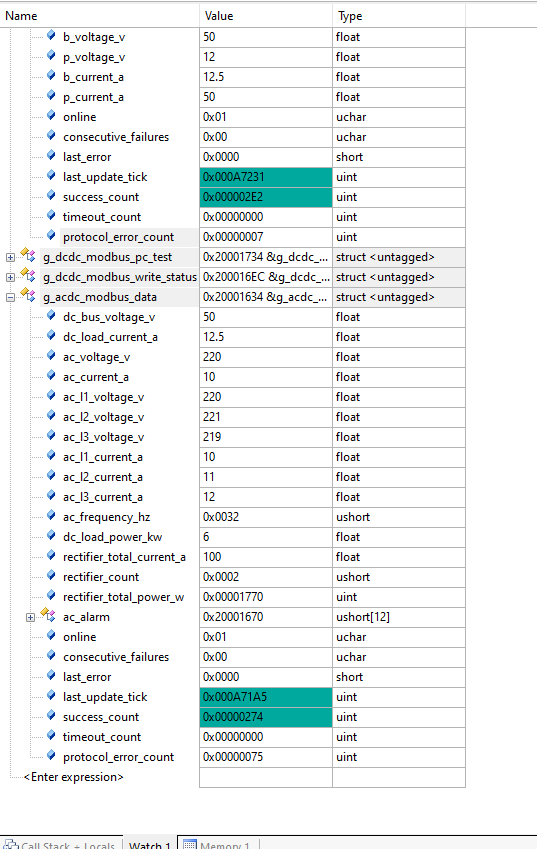 Name Value Type
b_voltage_v 50 float
p_voltage_v 12 float
b_current_a 12.5 float
p_current_a 50 float
online 0x01 uchar
consecutive_failures 0x00 uchar
last_error 0x0000 short
last_update_tick 0x000A7231 uint
success_count 0x000002E2 uint
timeout_count 0x00000000 uint
protocol_error_count 0x00000007 uint
g_dcdc_modbus_pc_test 0x20001734 &g_dcdc_... struct <untagged>
g_dcdc_modbus_write_status 0x200016EC &g_dcdc_... struct <untagged>
g_acdc_modbus_data 0x20001634 &g_acdc_... struct <untagged>
dc_bus_voltage_v 50 float
dc_load_current_a 12.5 float
ac_voltage_v 220 float
ac_current_a 10 float
ac_l1_voltage_v 220 float
ac_l2_voltage_v 221 float
ac_l3_voltage_v 219 float
ac_l1_current_a 10 float
ac_l2_current_a 11 float
ac_l3_current_a 12 float
ac_frequency_hz 0x0032 ushort
dc_load_power_kw 6 float
rectifier_total_current_a 100 float
rectifier_count 0x0002 ushort
rectifier_total_power_w 0x00001770 uint
ac_alarm 0x20001670 ushort[12]
online 0x01 uchar
consecutive_failures 0x00 uchar
last_error 0x0000 short
last_update_tick 0x000A71A5 uint
success_count 0x00000274 uint
timeout_count 0x00000000 uint
protocol_error_count 0x00000075 uint
<Enter expression>
Call Stack + Locals Watch 1 Memory 1